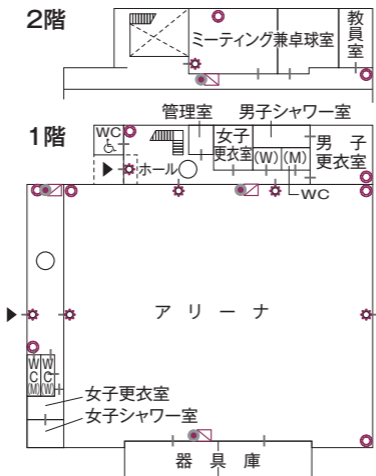 2階
ミーティング兼卓球室
教員室
1階
管理室
男子シャワー室
WC
女子更衣室
(W)
(M)
男子更衣室
ホール
WC
アリーナ
WC(M)
WC(W)
女子更衣室
女子シャワー室
器具庫